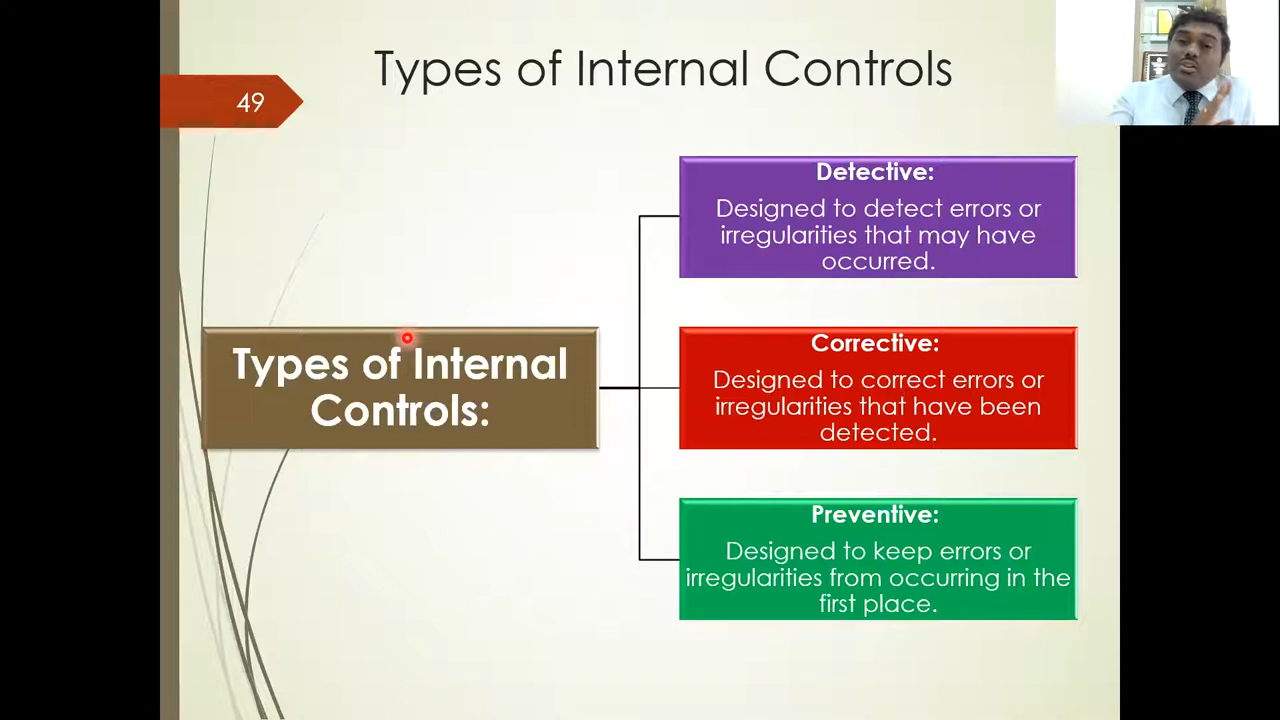 Types of Internal Controls
49
Detective:
Designed to detect errors or
irregularities that may have
occurred.
Types of Internal
Controls:
Corrective:
Designed to correct errors or
irregularities that have been
detected.
Preventive:
Designed to keep errors or
irregularities from occurring in the
first place.